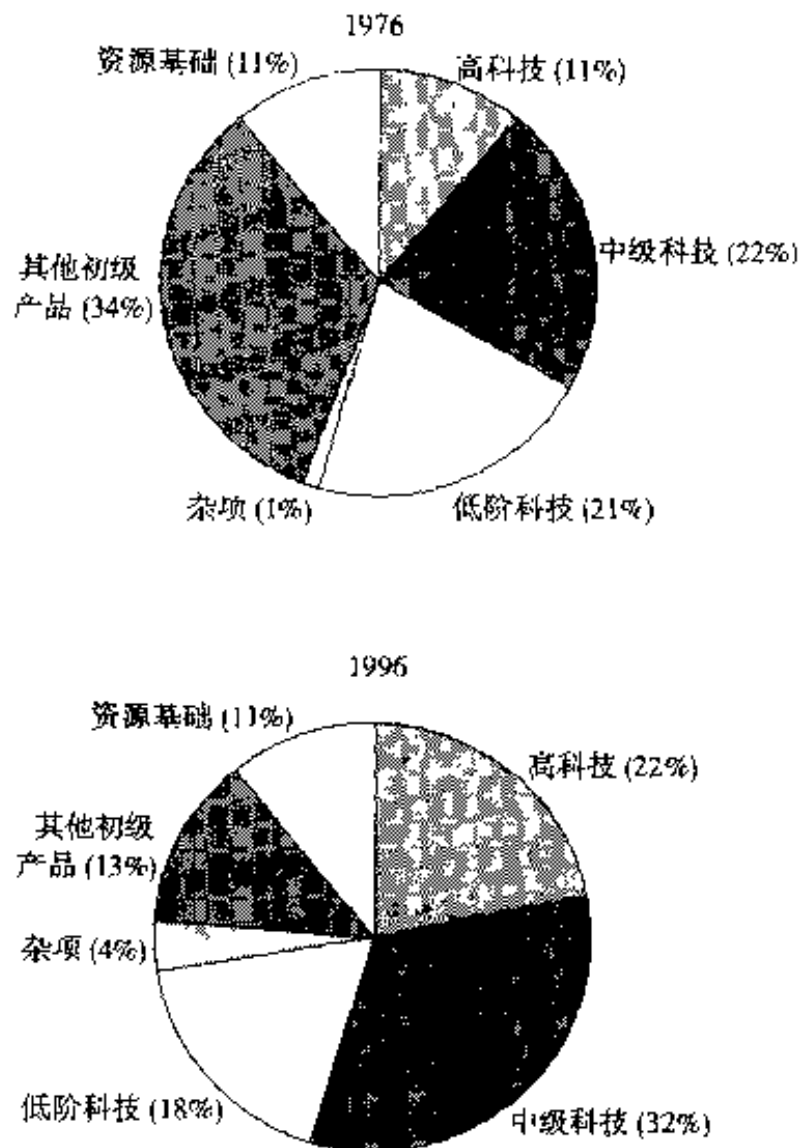 1976
资源基础 (11%)
高科技 (11%)
中级科技 (22%)
其他初级
产品 (34%)
杂项 (1%)
低阶科技 (21%)
1996
资源基础 (11%)
高科技 (22%)
其他初级
产品 (13%)
杂项 (4%)
低阶科技 (18%)
中级科技 (32%)